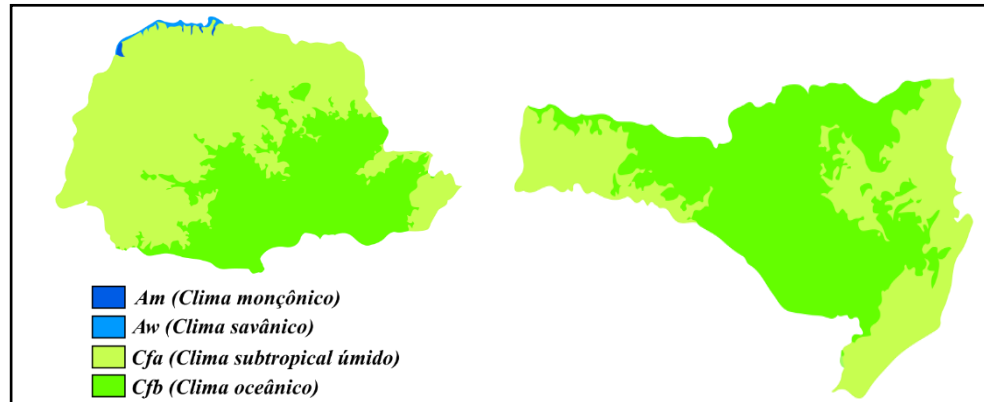 Am (Clima monçônico)
Aw (Clima savânico)
Cfa (Clima subtropical úmido)
Cfb (Clima oceânico)